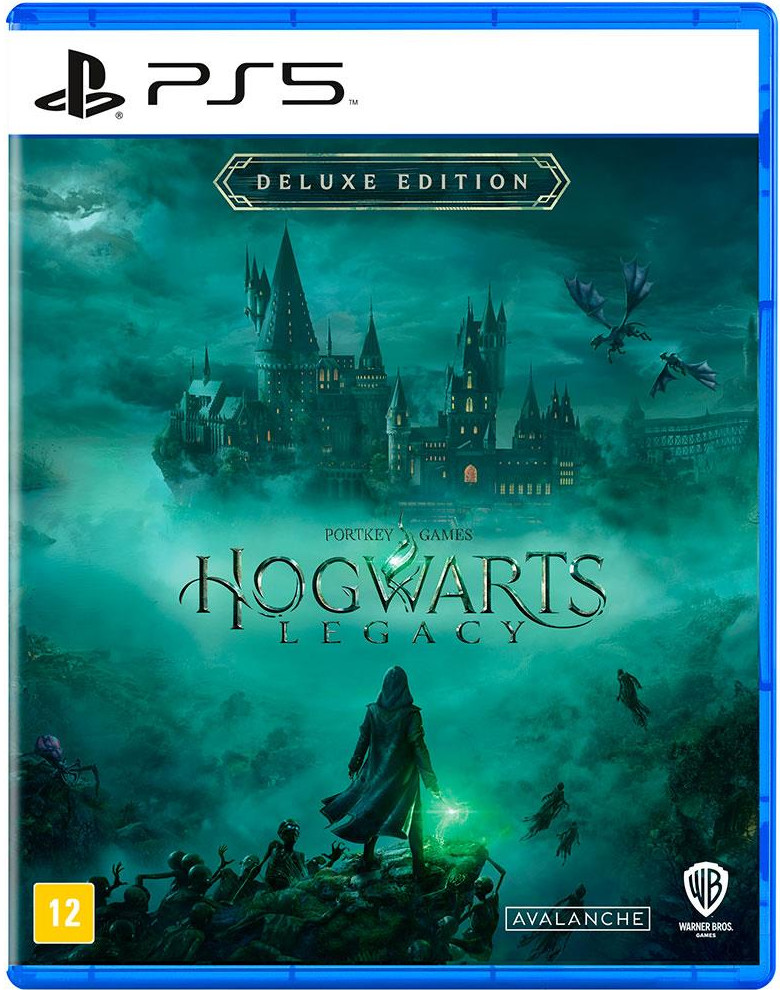 PS5
DELUXE EDITION
PORTKEY GAMES
HOGWARTS
LEGACY
12
AVALANCHE
WB
WARNER BROS.
GAMES